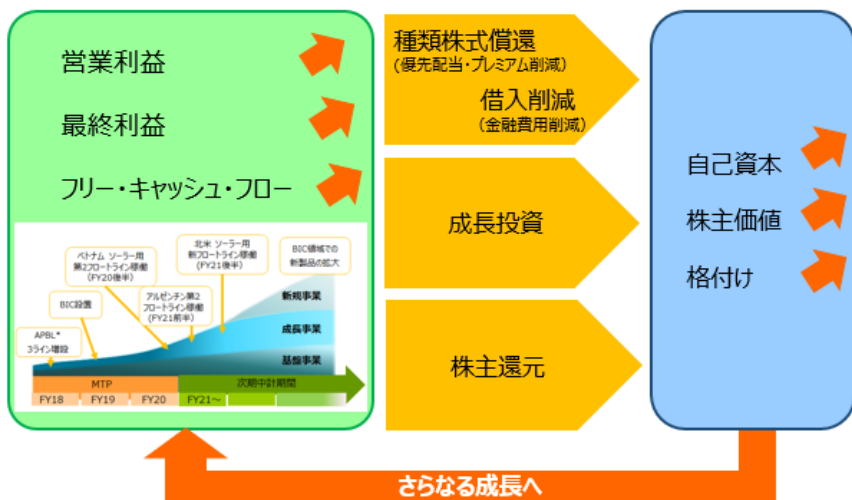 営業利益
最終利益
フリー・キャッシュ・フロー
ベトナム ソーラー用
第2フロートライン稼働
(FY20後半)
北米 ソーラー用
新フロートライン稼働
(FY21後半)
BIC領域での
新製品の拡大
BIC設置
アルゼンチン第2
フロートライン稼働
(FY21前半)
APBL*
3ライン増設
新規事業
成長事業
基盤事業
MTP
次期中計期間
FY18
FY19
FY20
FY21～
種類株式償還
(優先配当・プレミアム削減)
借入削減
(金融費用削減)
成長投資
株主還元
自己資本
株主価値
格付け
さらなる成長へ